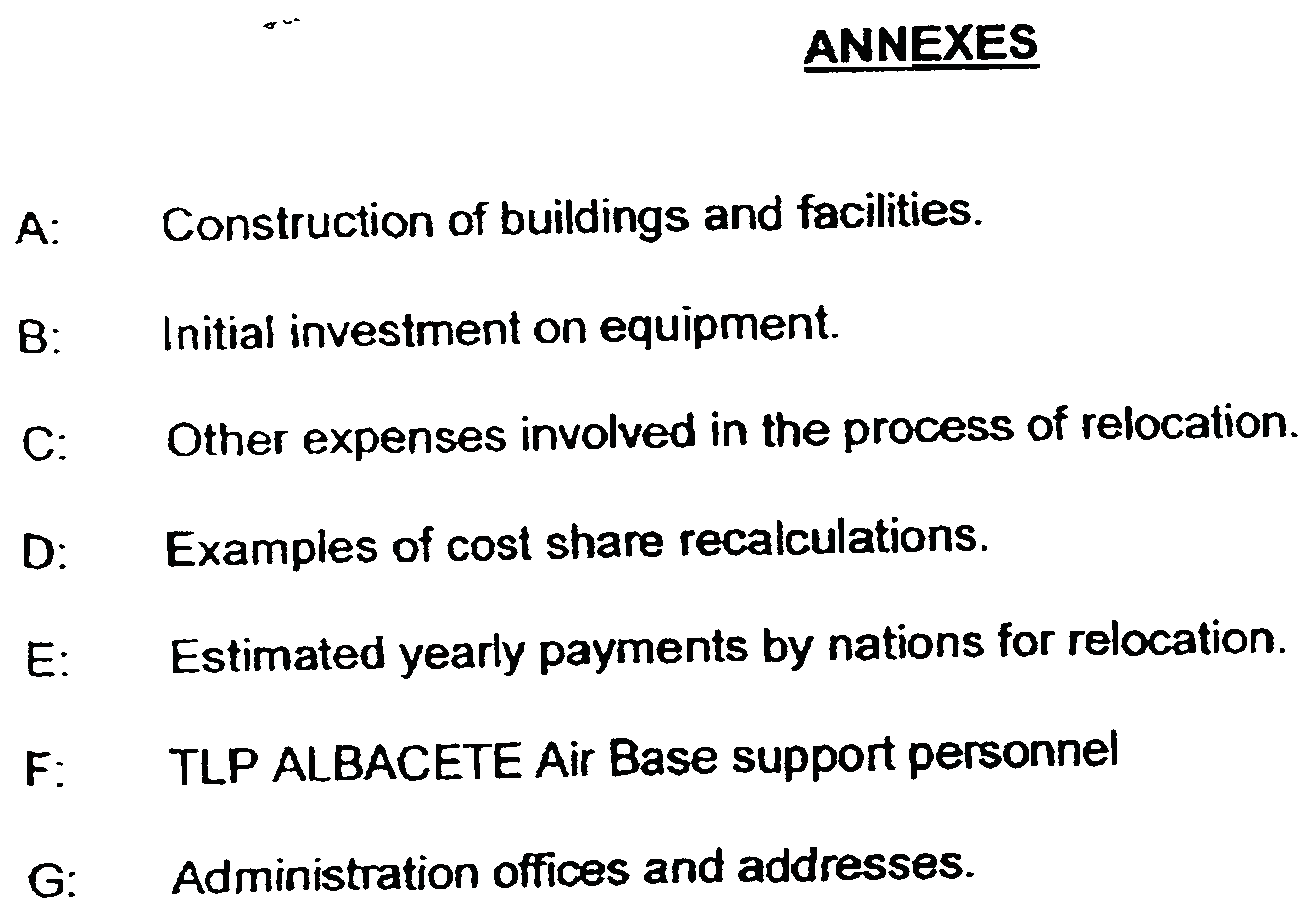 ANNEXES
A: Construction of buildings and facilities.
B: Initial investment on equipment.
C: Other expenses involved in the process of relocation.
D: Examples of cost share recalculations.
E: Estimated yearly payments by nations for relocation.
F: TLP ALBACETE Air Base support personnel
G: Administration offices and addresses.